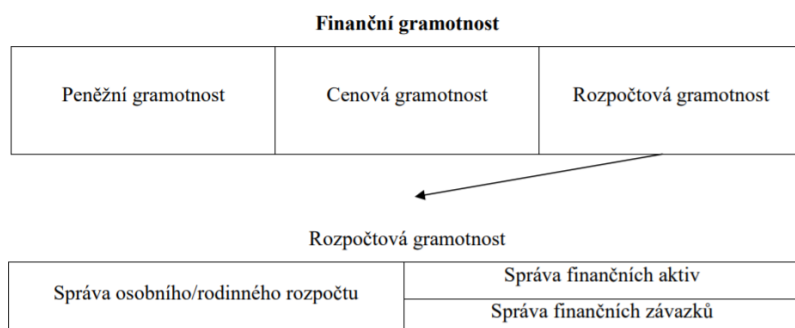 Finanční gramotnost
Peněžní gramotnost
Cenová gramotnost
Rozpočtová gramotnost
Rozpočtová gramotnost
Správa osobního/rodinného rozpočtu
Správa finančních aktiv
Správa finančních závazků